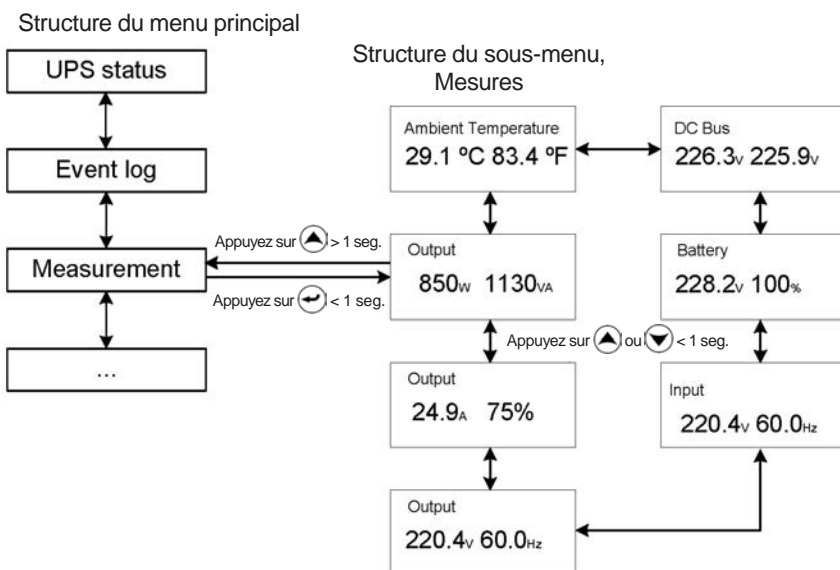 Structure du menu principal
UPS status
Event log
Measurement
...
Structure du sous-menu,
Mesures
Appuyez sur > 1 seg.
Appuyez sur < 1 seg.
Ambient Temperature
29.1 ºC 83.4 ºF
Output
850W 1130VA
Appuyez sur ou < 1 seg.
Output
24.9A 75%
Output
220.4V 60.0Hz
DC Bus
226.3V 225.9V
Battery
228.2V 100%
Input
220.4V 60.0Hz